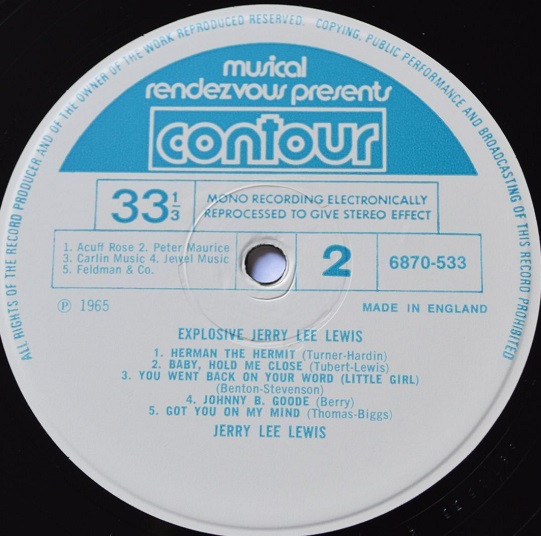 ALL RIGHTS OF THE RECORD PRODUCER AND OF THE OWNER OF THE WORK REPRODUCED RESERVED. COPYING, PUBLIC PERFORMANCE AND BROADCASTING OF THIS RECORD PROHIBITED
musical
rendezvous presents
contour
33 1/3
MONO RECORDING ELECTRONICALLY
REPROCESSED TO GIVE STEREO EFFECT
1. Acuff Rose 2. Peter Maurice
3. Carlin Music 4. Jewel Music
5. Feldman & Co.
2
6870-533
Ⓟ 1965
MADE IN ENGLAND
EXPLOSIVE JERRY LEE LEWIS
1. HERMAN THE HERMIT (Turner-Hardin)
2. BABY, HOLD ME CLOSE (Tubert-Lewis)
3. YOU WENT BACK ON YOUR WORD (LITTLE GIRL)
(Benton-Stevenson)
4. JOHNNY B. GOODE (Berry)
5. GOT YOU ON MY MIND (Thomas-Biggs)
JERRY LEE LEWIS